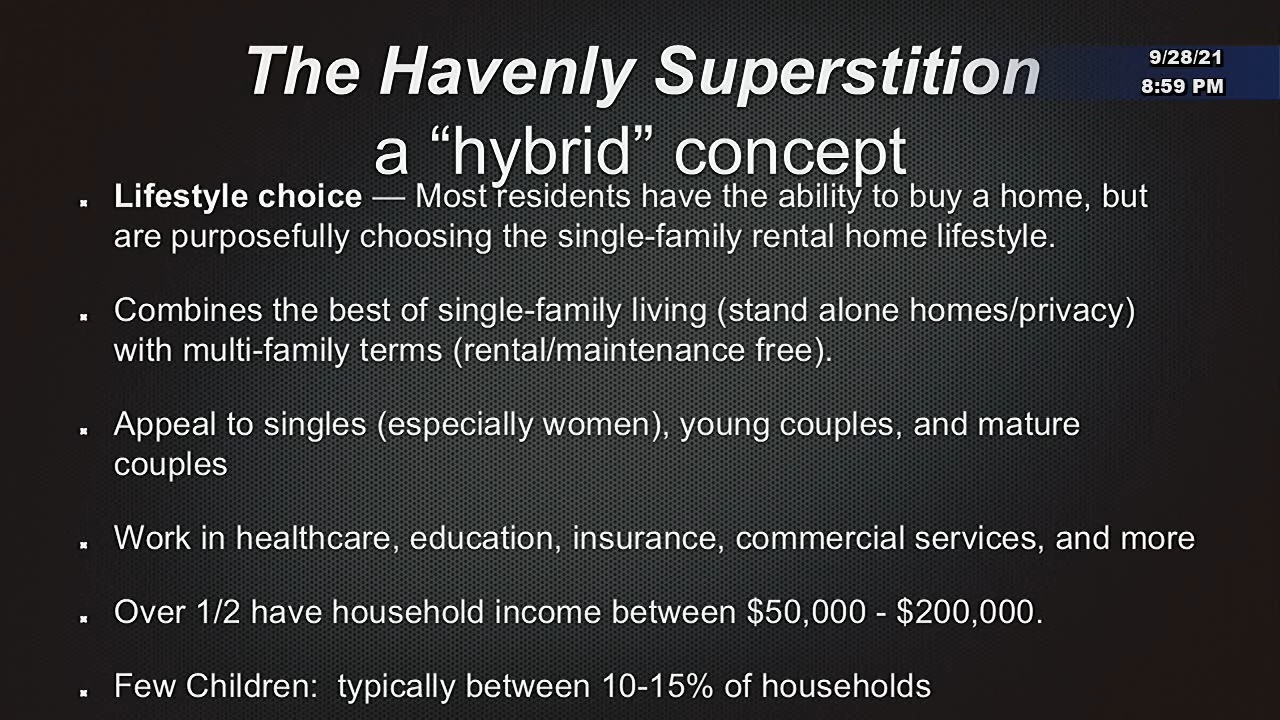 The Havenly Superstition
9/28/21
8:59 PM
a “hybrid” concept
Lifestyle choice — Most residents have the ability to buy a home, but
are purposefully choosing the single-family rental home lifestyle.
Combines the best of single-family living (stand alone homes/privacy)
with multi-family terms (rental/maintenance free).
Appeal to singles (especially women), young couples, and mature
couples
Work in healthcare, education, insurance, commercial services, and more
Over 1/2 have household income between $50,000 - $200,000.
Few Children:  typically between 10-15% of households